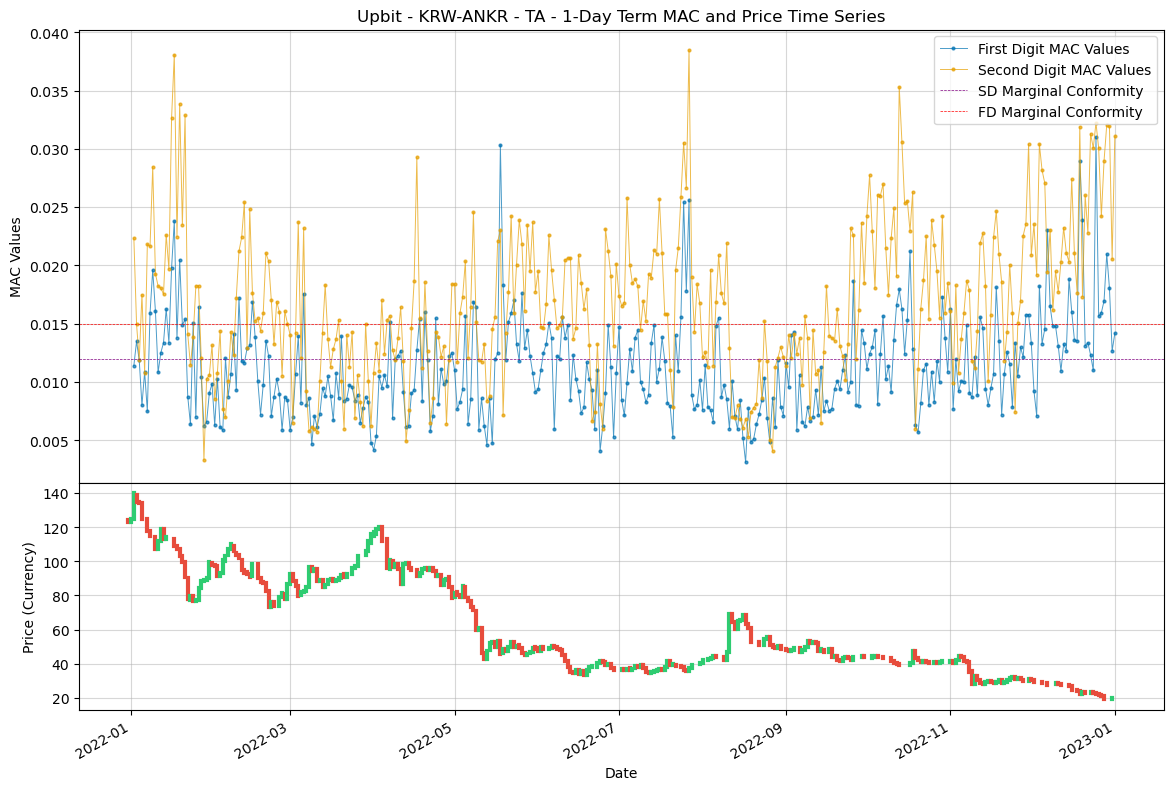 Upbit - KRW-ANKR - TA - 1-Day Term MAC and Price Time Series
0.040
0.035
0.030
0.025
0.020
0.015
0.010
0.005
MAC Values
First Digit MAC Values
Second Digit MAC Values
SD Marginal Conformity
FD Marginal Conformity
140
120
100
80
60
40
20
Price (Currency)
2022-01
2022-03
2022-05
2022-07
2022-09
2022-11
2023-01
Date